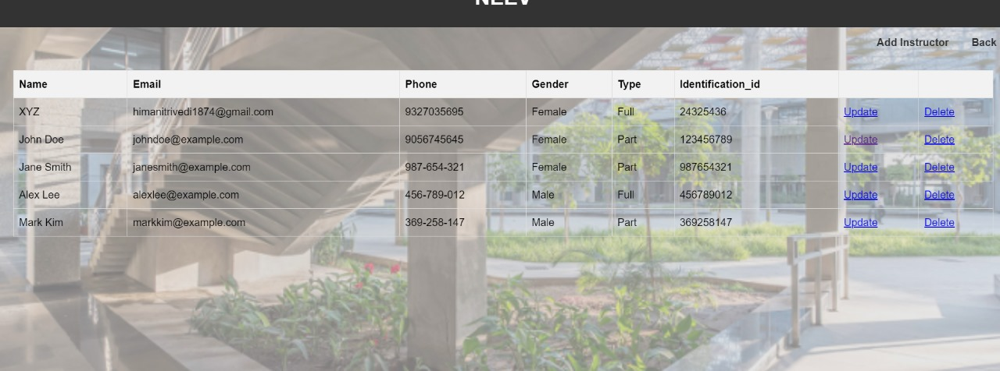 NEEV
Add Instructor Back
Name Email Phone Gender Type Identification_id
XYZ himanitrivedi1874@gmail.com 9327035695 Female Full 24325436 Update Delete
John Doe johndoe@example.com 9056745645 Female Part 123456789 Update Delete
Jane Smith janesmith@example.com 987-654-321 Female Part 987654321 Update Delete
Alex Lee alexlee@example.com 456-789-012 Male Full 456789012 Update Delete
Mark Kim markkim@example.com 369-258-147 Male Part 369258147 Update Delete